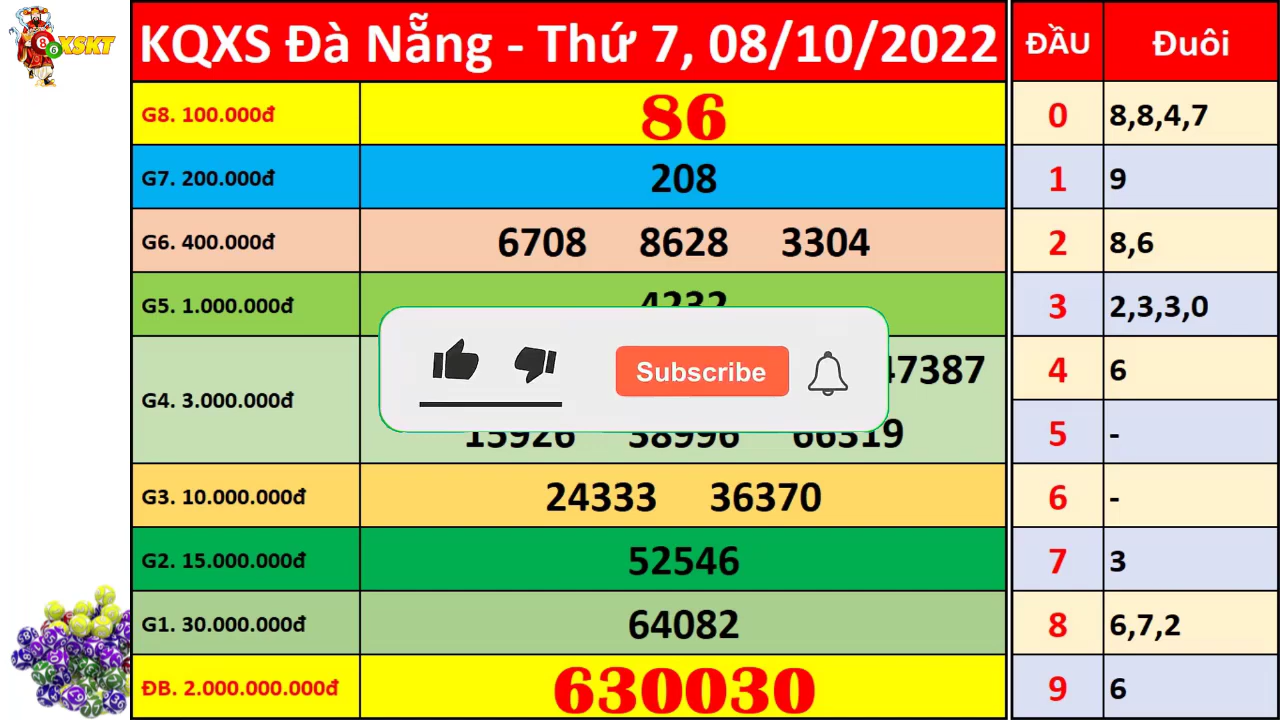 XSKT
KQXS Đà Nẵng - Thứ 7, 08/10/2022
ĐẦU Đuôi
G8. 100.000đ 86
0 8,8,4,7
G7. 200.000đ 208
1 9
G6. 400.000đ 6708 8628 3304
2 8,6
G5. 1.000.000đ 4232
3 2,3,3,0
G4. 3.000.000đ 47387
15926 38996 66319
Subscribe
4 6
5 -
G3. 10.000.000đ 24333 36370
6 -
G2. 15.000.000đ 52546
7 3
G1. 30.000.000đ 64082
8 6,7,2
ĐB. 2.000.000.000đ 630030
9 6